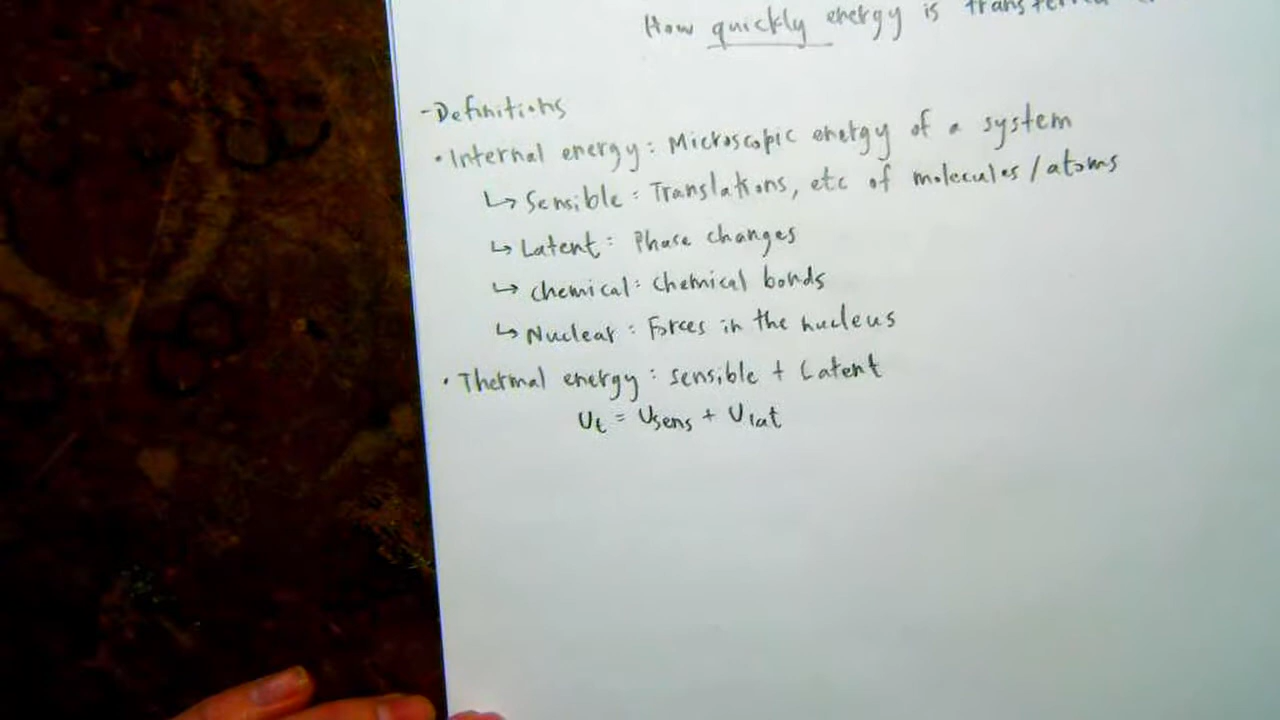 How quickly energy is transferred
-Definitions
• Internal energy: Microscopic energy of a system
↳ Sensible: Translations, etc of molecules/atoms
↳ Latent: Phase changes
↳ chemical: Chemical bonds
↳ Nuclear: Forces in the nucleus
• Thermal energy: sensible + Latent
Ut = Usens + Ulat